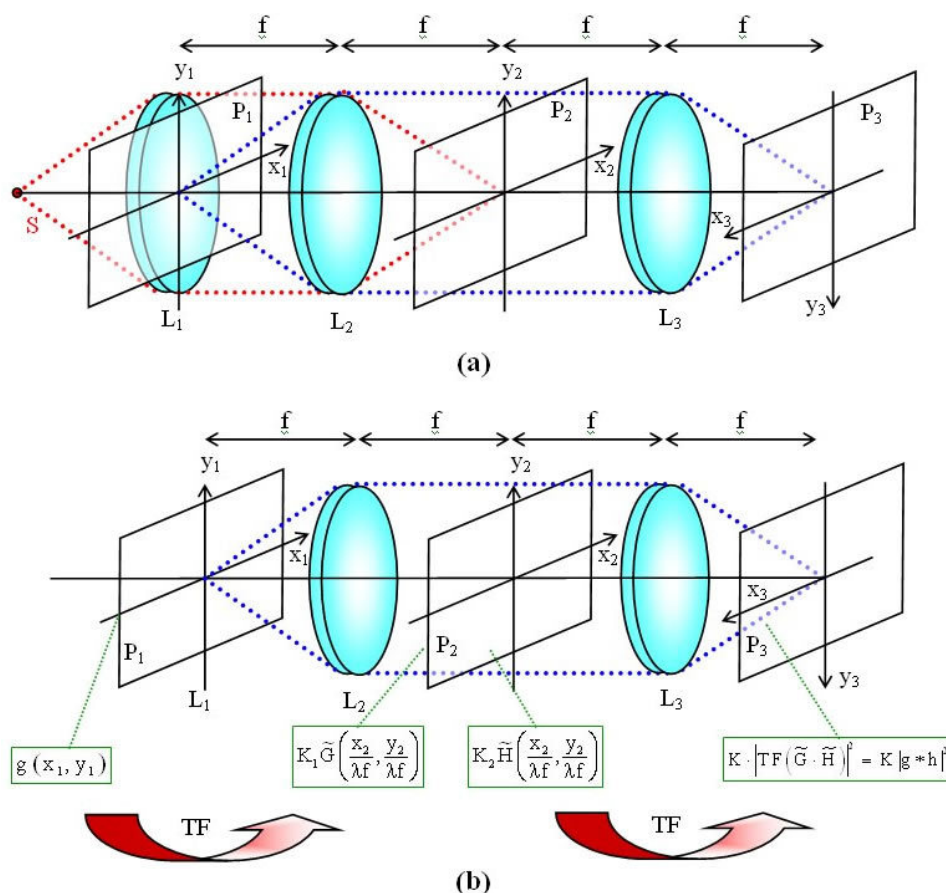 f f f f
y₁ y₂
P₁ P₂ P₃
x₁ x₂
S x₃
L₁ L₂ L₃ y₃
(a)
f f f f
y₁ y₂
x₁ x₂ x₃
P₁ P₂ P₃
L₁ L₂ L₃ y₃
g(x₁, y₁) K₁G̃(x₂/λf, y₂/λf) K₂H̃(x₂/λf, y₂/λf) K·|TF(G̃·H̃)|² = K|g*h|²
TF TF
(b)